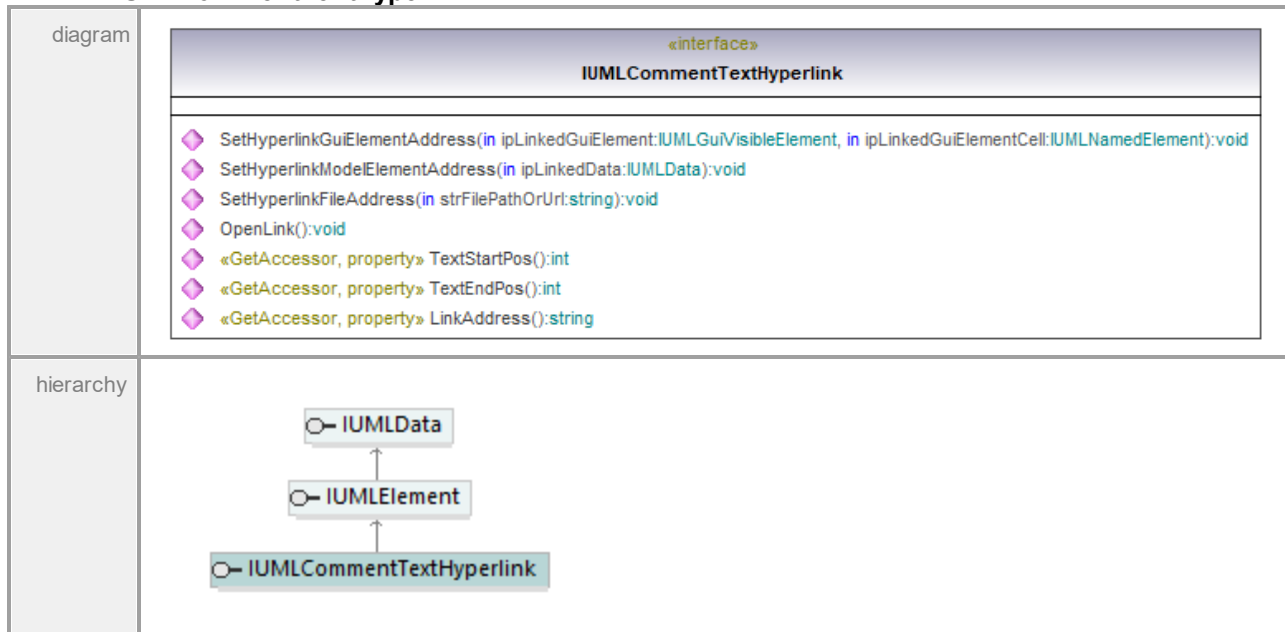 diagram
«interface»
IUMLCommentTextHyperlink
SetHyperlinkGuiElementAddress(in ipLinkedGuiElement:IUMLGuiVisibleElement, in ipLinkedGuiElementCell:IUMLNamedElement):void
SetHyperlinkModelElementAddress(in ipLinkedData:IUMLData):void
SetHyperlinkFileAddress(in strFilePathOrUrl:string):void
OpenLink():void
«GetAccessor, property» TextStartPos():int
«GetAccessor, property» TextEndPos():int
«GetAccessor, property» LinkAddress():string
hierarchy
IUMLData
IUMLElement
IUMLCommentTextHyperlink